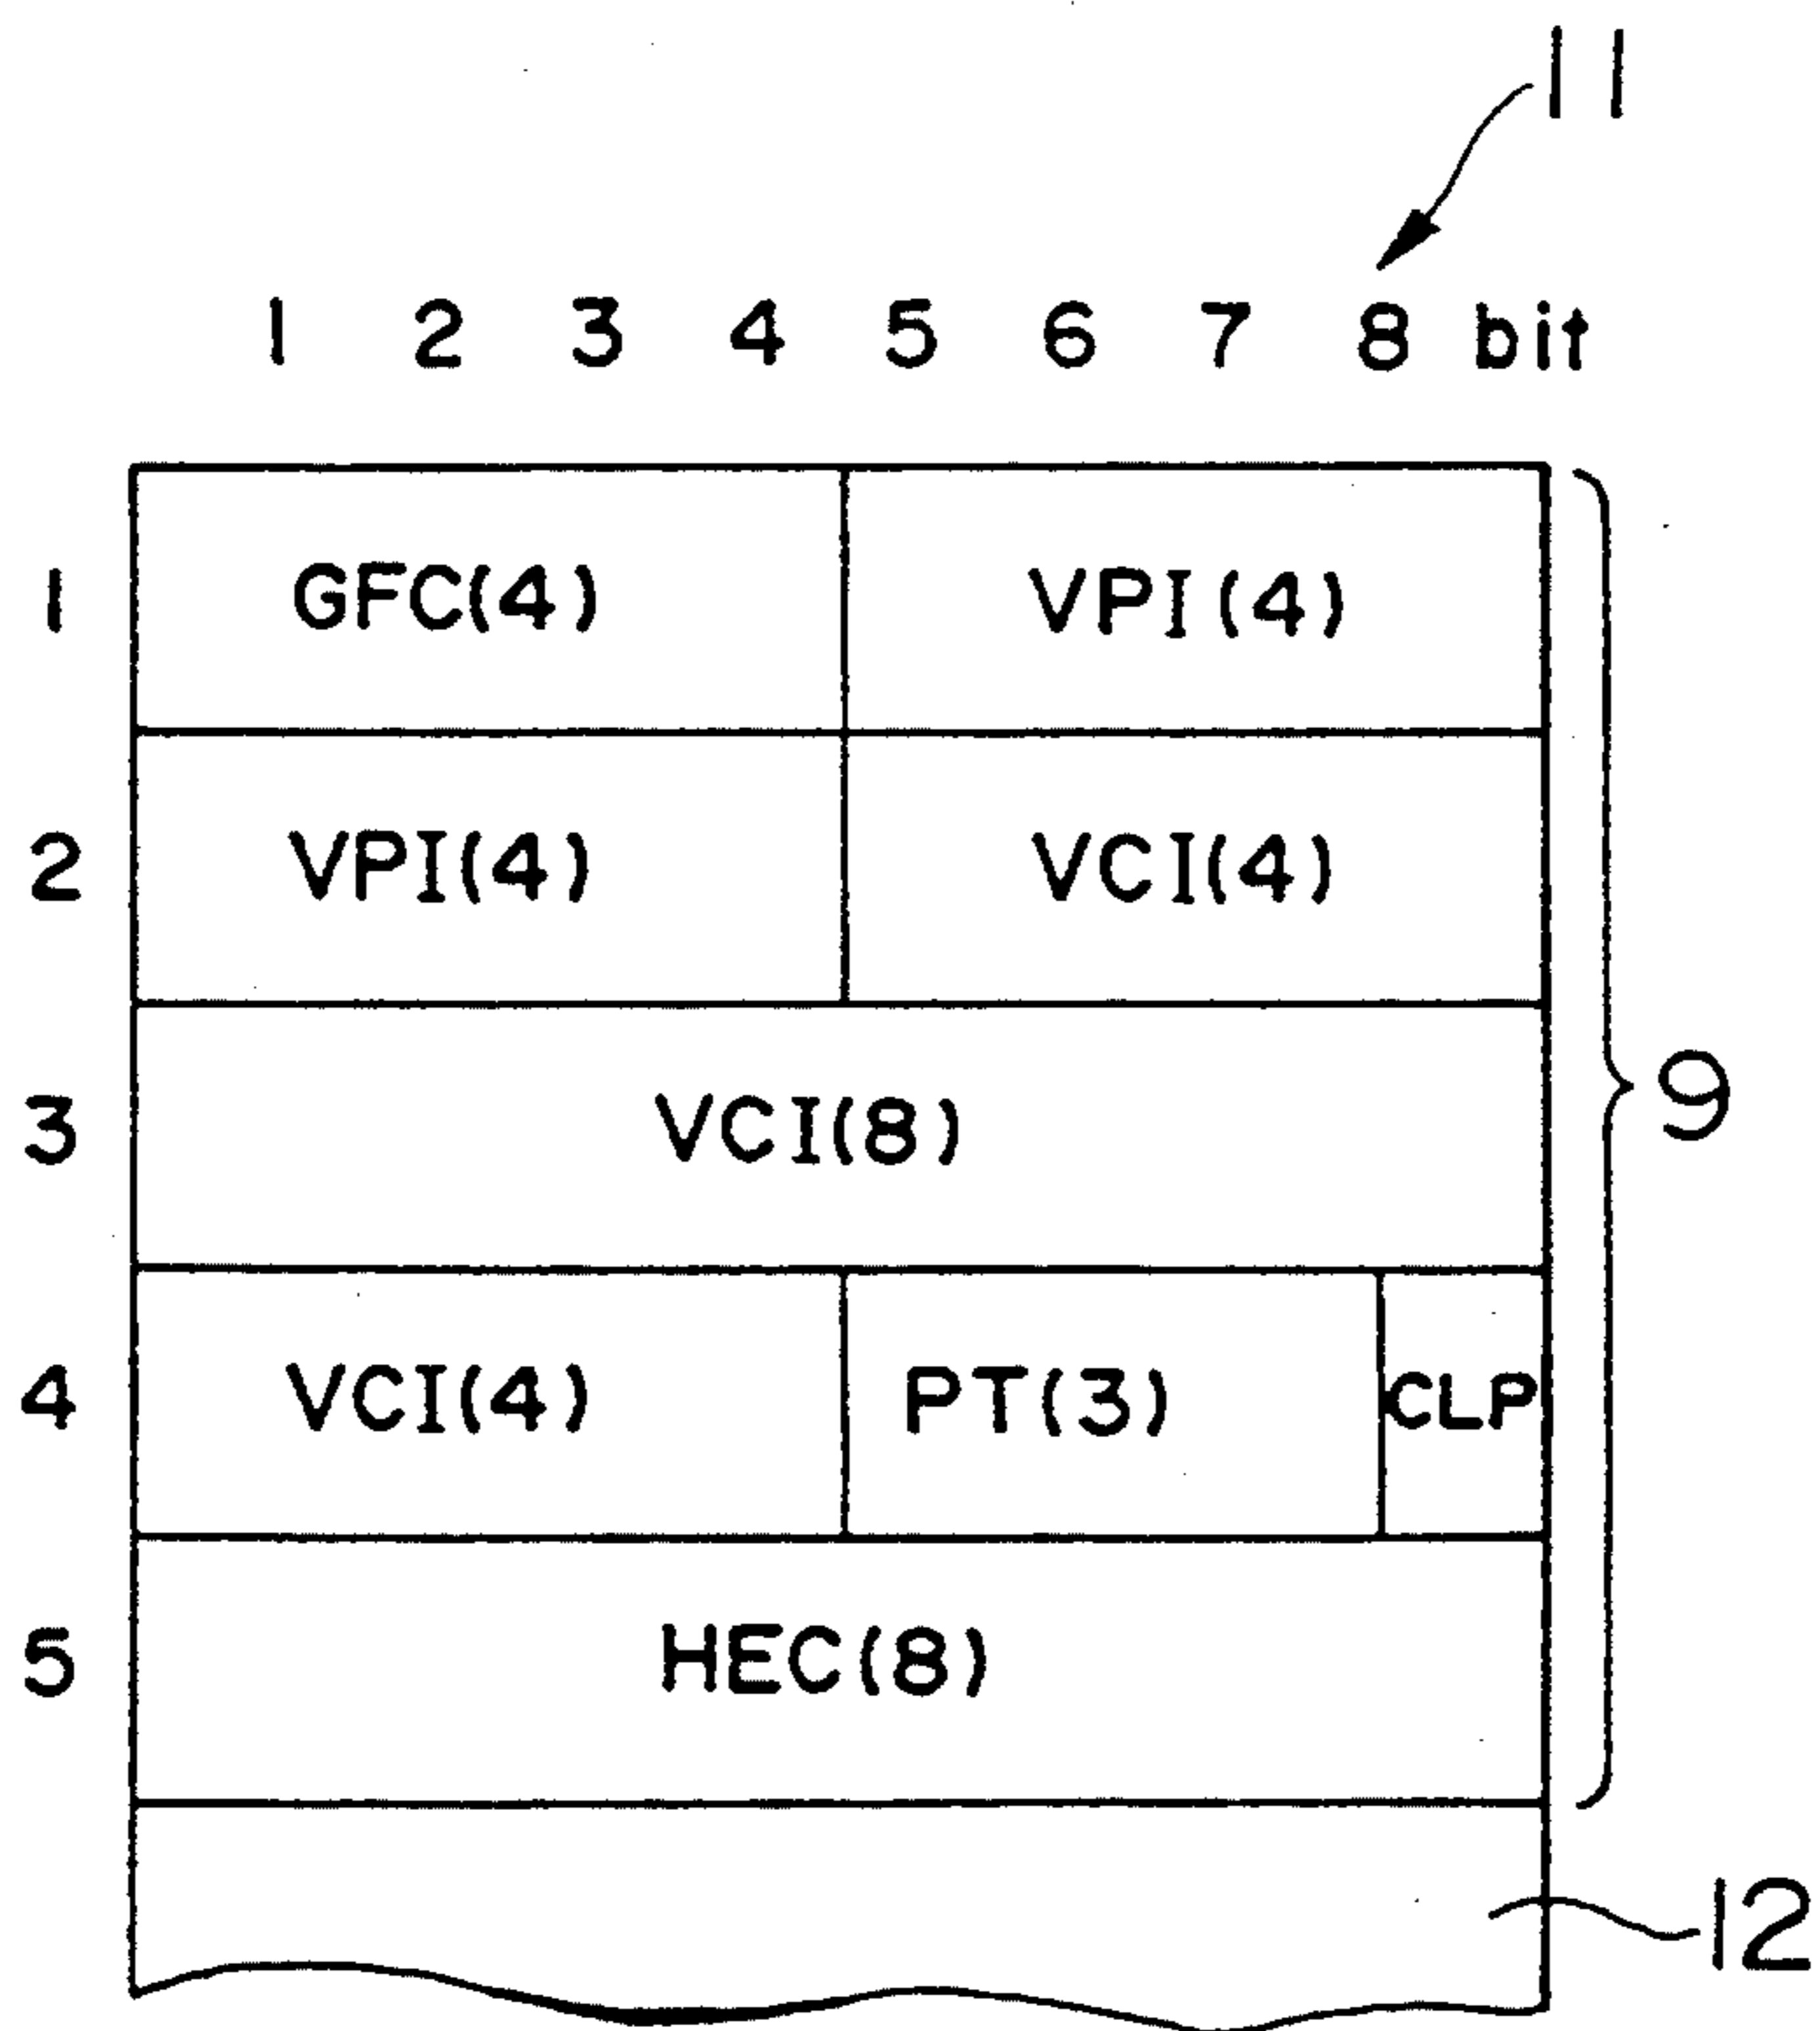 11
1 2 3 4 5 6 7 8 bit
1 GFC(4) VPI(4)
2 VPI(4) VCI(4)
3 VCI(8)
9
4 VCI(4) PT(3) CLP
5 HEC(8)
12